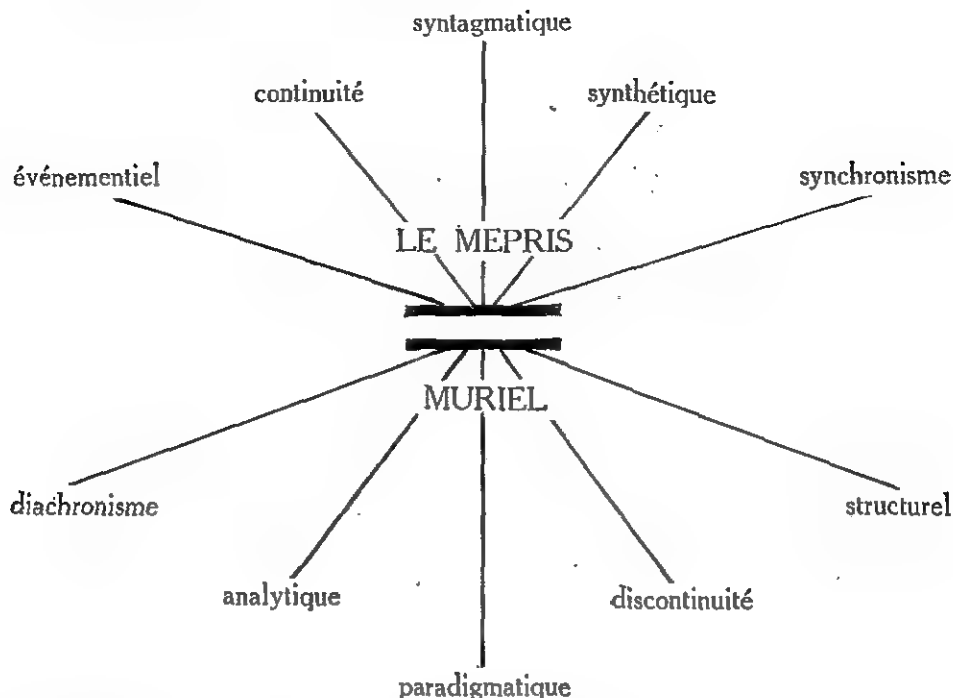 syntagmatique
continuité
synthétique
événementiel
synchronisme
LE MEPRIS
MURIEL
diachronisme
structurel
analytique
discontinuité
paradigmatique